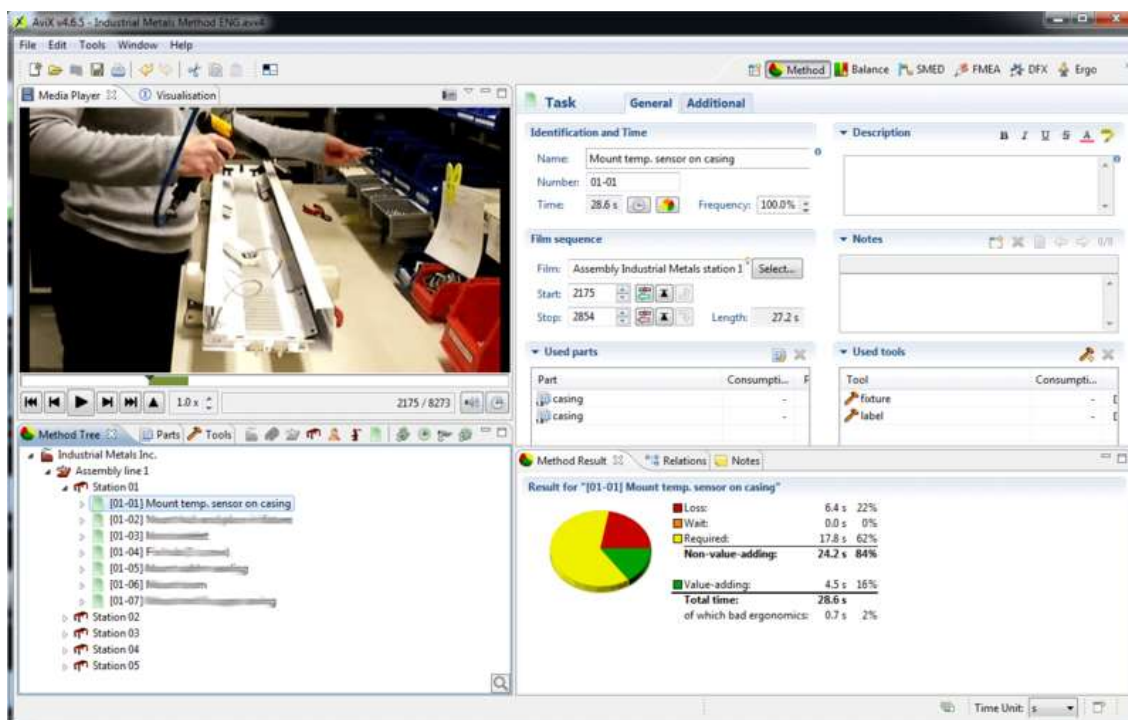 AviX v4.6.5 - Industrial Metals Method ENG.avx4
File Edit Tools Window Help
Method Balance SMED FMEA DFX Ergo
Media Player Visualisation
Task General Additional
Identification and Time
Name: Mount temp. sensor on casing
Number: 01-01
Time: 28.6 s Frequency: 100.0%
Description B I U S A
Film sequence
Film: Assembly Industrial Metals station 1 Select...
Start: 2175
Stop: 2854 Length: 27.2 s
Notes 0/0
Used parts
Part Consumpti... P
casing -
casing -
Used tools
Tool Consumpti...
fixture -
label -
1.0 x 2175 / 8273
Method Tree Parts Tools
Industrial Metals Inc.
Assembly line 1
Station 01
[01-01] Mount temp. sensor on casing
[01-02]
[01-03]
[01-04]
[01-05]
[01-06]
[01-07]
Station 02
Station 03
Station 04
Station 05
Method Result Relations Notes
Result for "[01-01] Mount temp. sensor on casing"
Loss: 6.4 s 22%
Wait: 0.0 s 0%
Required: 17.8 s 62%
Non-value-adding: 24.2 s 84%
Value-adding: 4.5 s 16%
Total time: 28.6 s
of which bad ergonomics: 0.7 s 2%
Time Unit: s